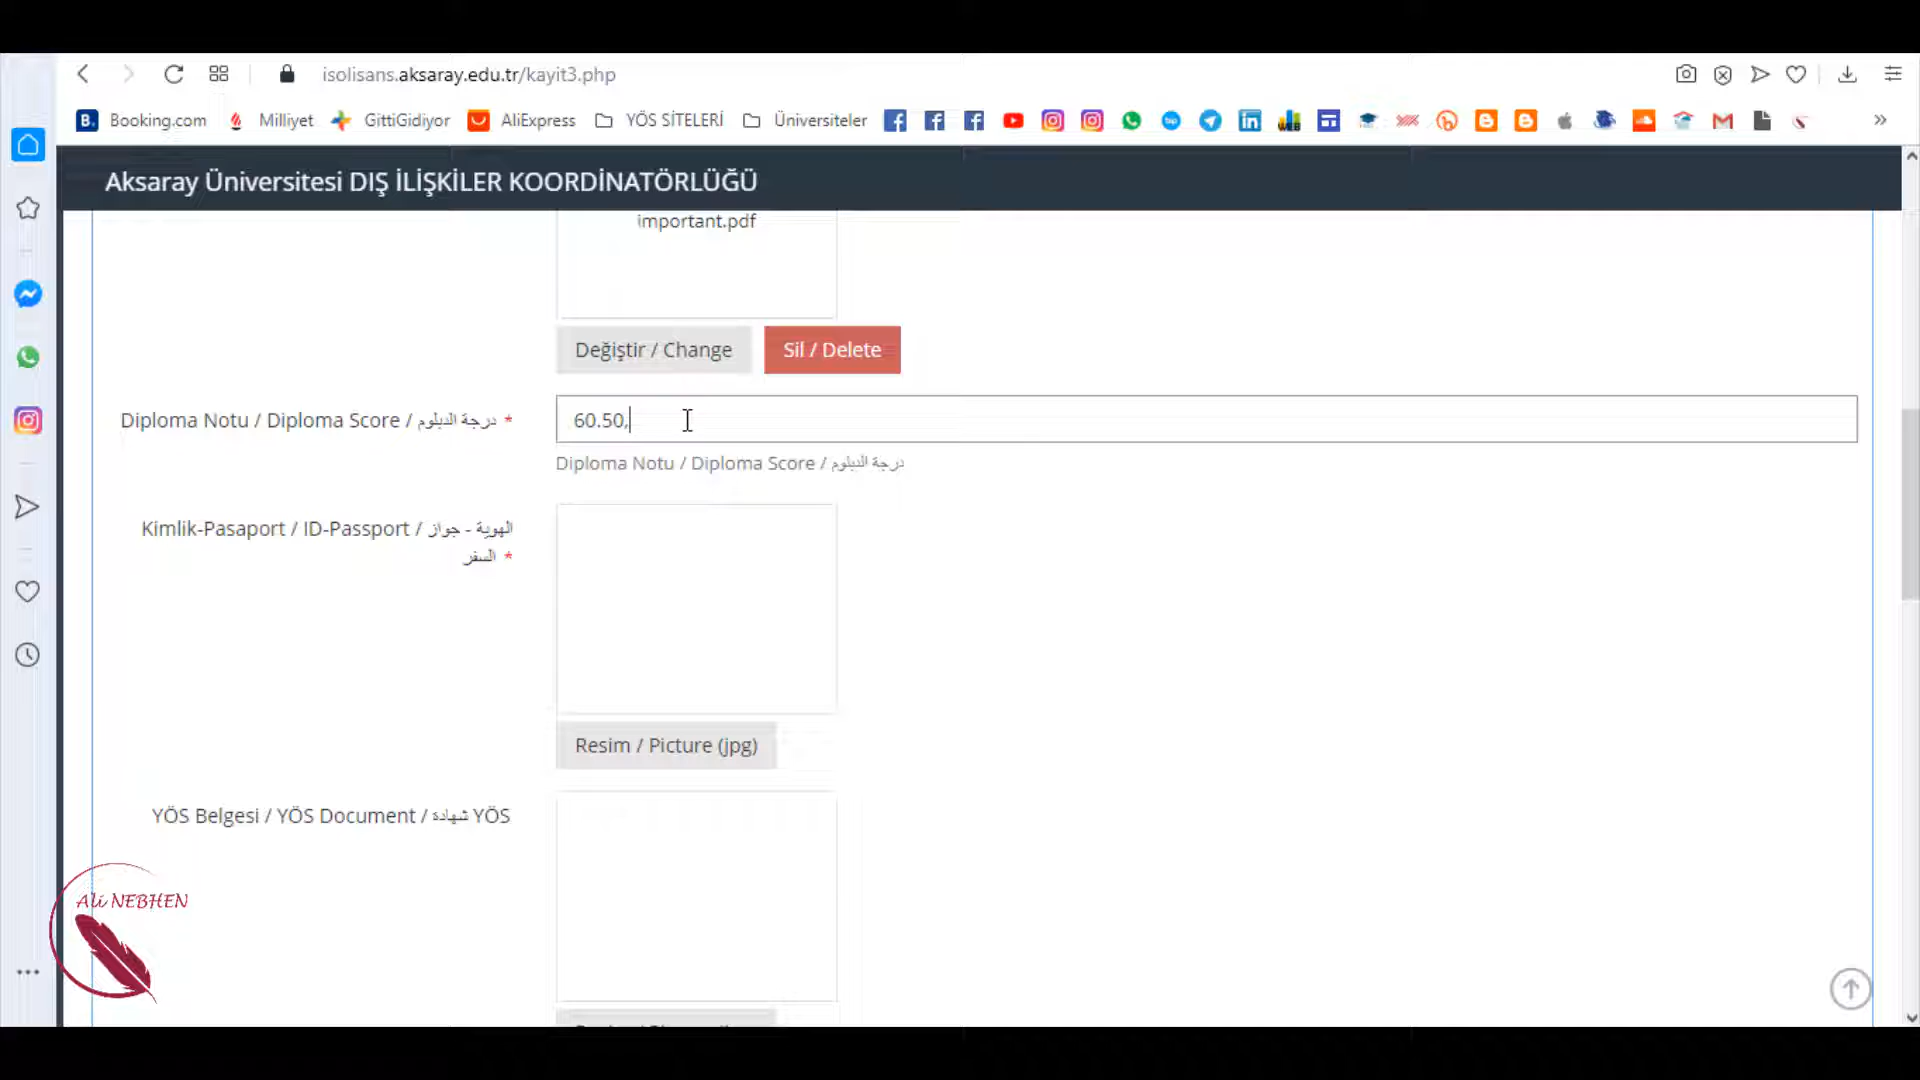 isolisans.aksaray.edu.tr/kayit3.php
B. Booking.com Milliyet GittiGidiyor AliExpress YÖS SİTELERİ Üniversiteler
Aksaray Üniversitesi DIŞ İLİŞKİLER KOORDİNATÖRLÜĞÜ
important.pdf
Değiştir / Change Sil / Delete
Diploma Notu / Diploma Score / درجة الدبلوم * 60.50,
Diploma Notu / Diploma Score / درجة الدبلوم
Kimlik-Pasaport / ID-Passport / الهوية - جواز
السفر *
Resim / Picture (jpg)
YÖS Belgesi / YÖS Document / شهادة YÖS
Ali NEBHEN